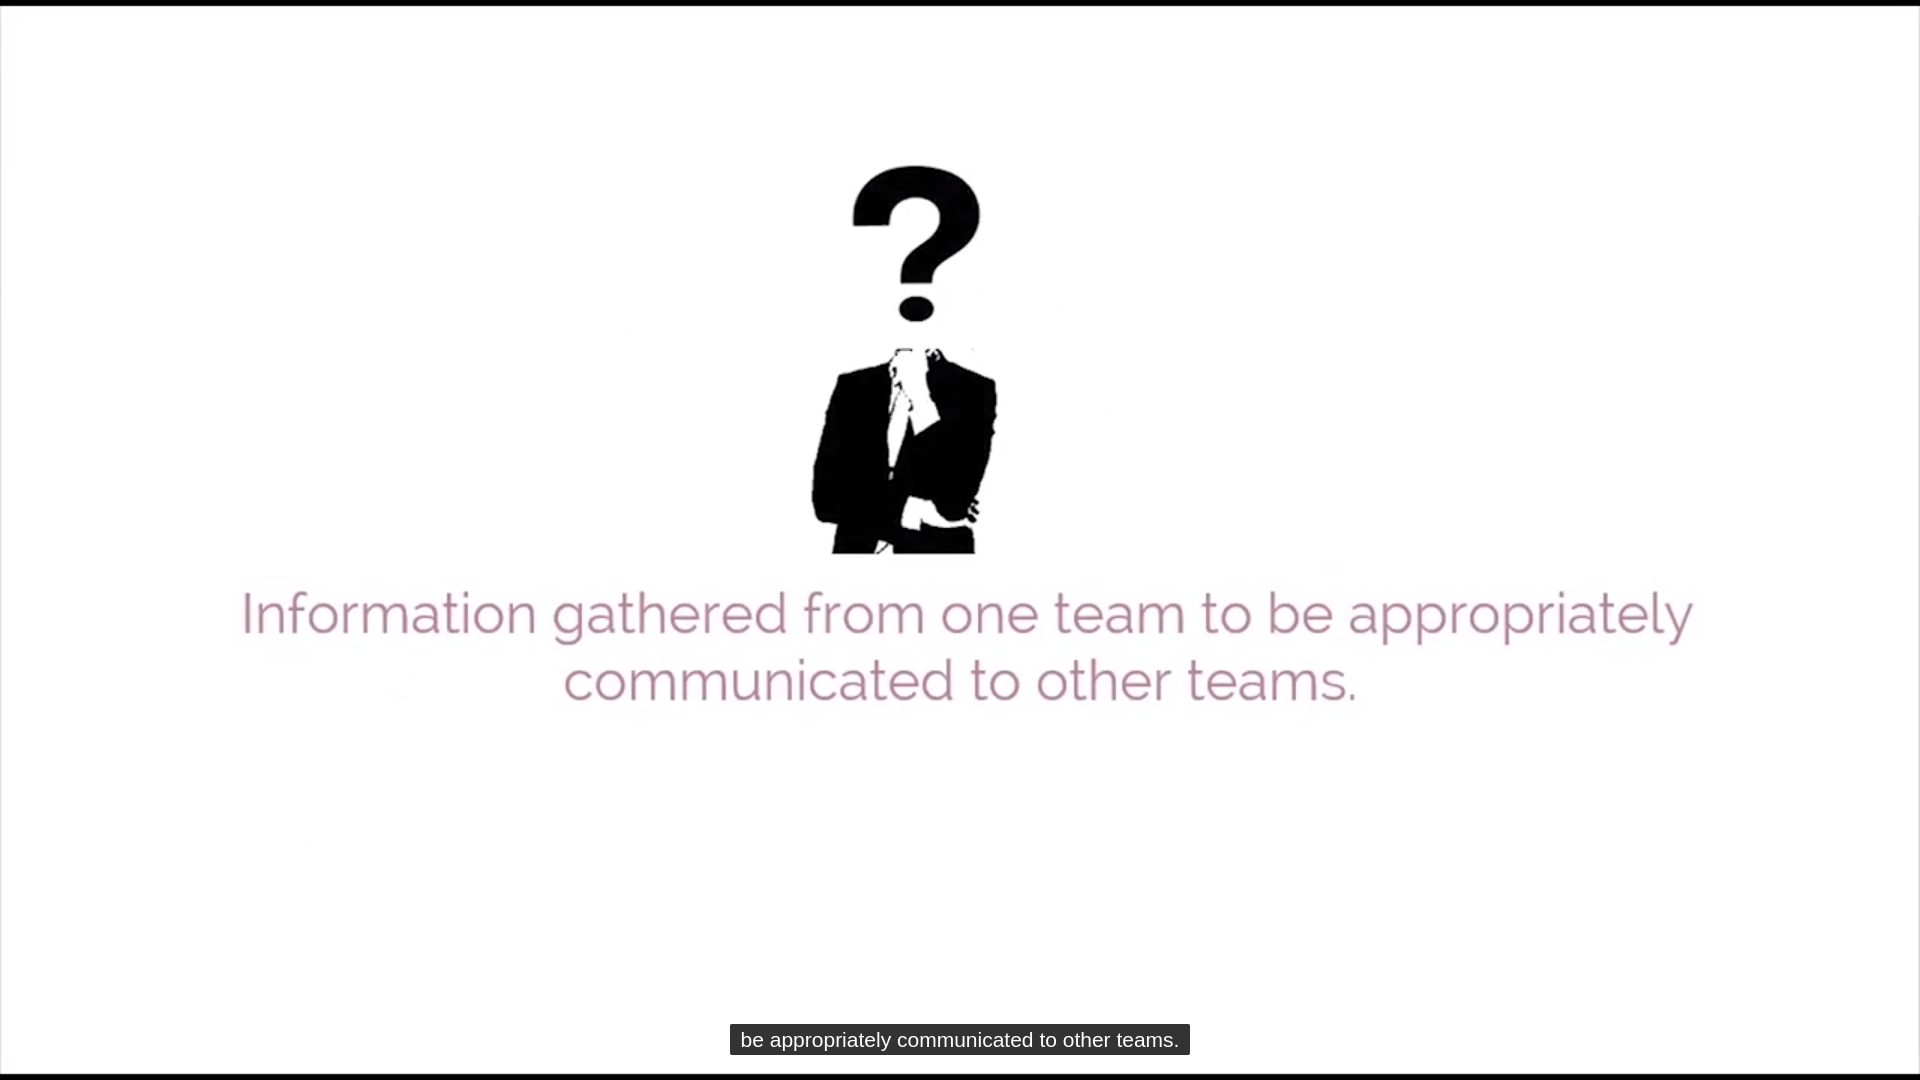 ?
Information gathered from one team to be appropriately
communicated to other teams.
be appropriately communicated to other teams.